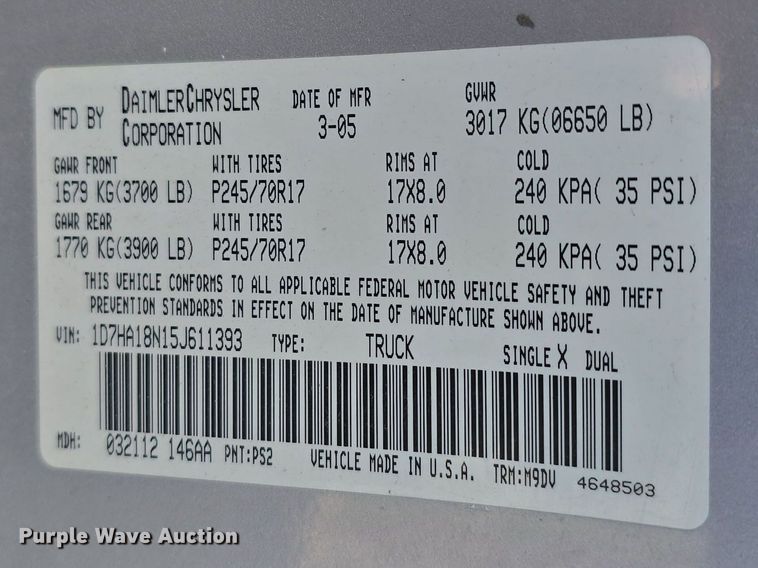 MFD BY DAIMLERCHRYSLER CORPORATION DATE OF MFR 3-05 GVWR 3017 KG(06650 LB)
GAWR FRONT WITH TIRES RIMS AT COLD
1679 KG(3700 LB) P245/70R17 17X8.0 240 KPA( 35 PSI)
GAWR REAR WITH TIRES RIMS AT COLD
1770 KG(3900 LB) P245/70R17 17X8.0 240 KPA( 35 PSI)
THIS VEHICLE CONFORMS TO ALL APPLICABLE FEDERAL MOTOR VEHICLE SAFETY AND THEFT
PREVENTION STANDARDS IN EFFECT ON THE DATE OF MANUFACTURE SHOWN ABOVE.
VIN: 1D7HA18N15J611393 TYPE: TRUCK SINGLE X DUAL
MDH: 032112 146AA PNT:PS2 VEHICLE MADE IN U.S.A. TRM:M9DV 4648503
Purple Wave Auction